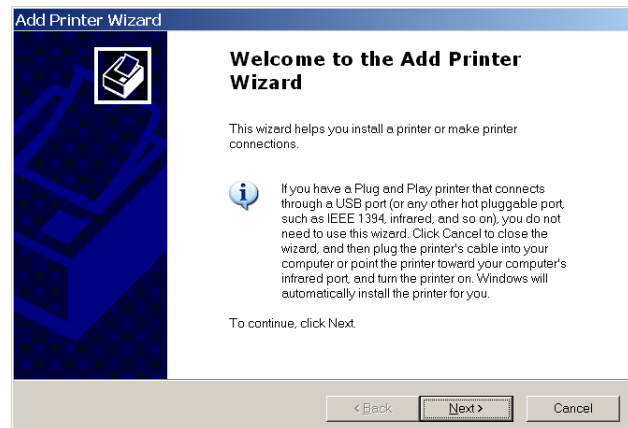 Add Printer Wizard
Welcome to the Add Printer
Wizard
This wizard helps you install a printer or make printer
connections.
If you have a Plug and Play printer that connects
through a USB port (or any other hot pluggable port,
such as IEEE 1394, infrared, and so on), you do not
need to use this wizard. Click Cancel to close the
wizard, and then plug the printer's cable into your
computer or point the printer toward your computer's
infrared port, and turn the printer on. Windows will
automatically install the printer for you.
To continue, click Next.
< Back Next > Cancel